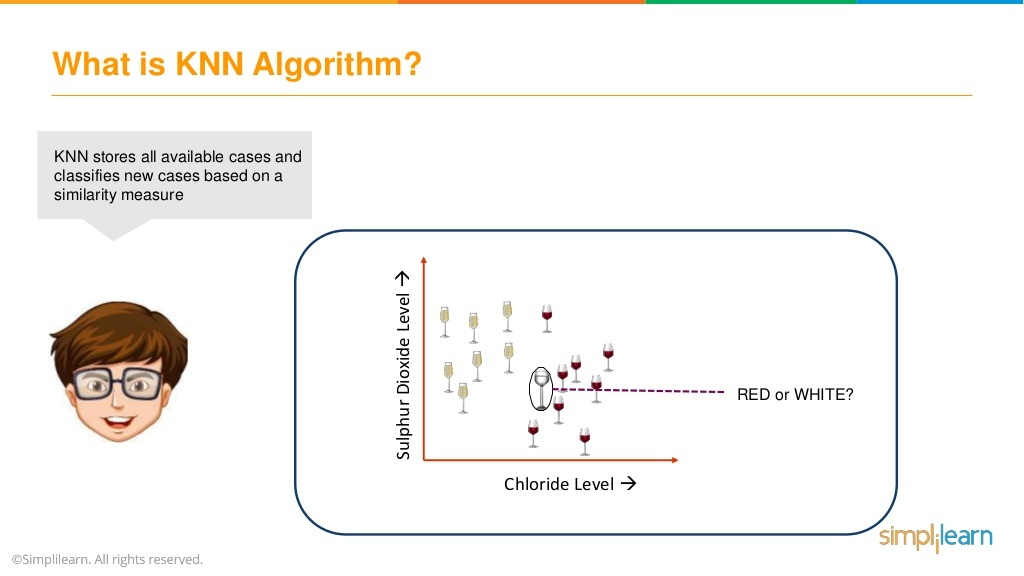 What is KNN Algorithm?
KNN stores all available cases and
classifies new cases based on a
similarity measure
Sulphur Dioxide Level →
RED or WHITE?
Chloride Level →
simplilearn
©Simplilearn. All rights reserved.